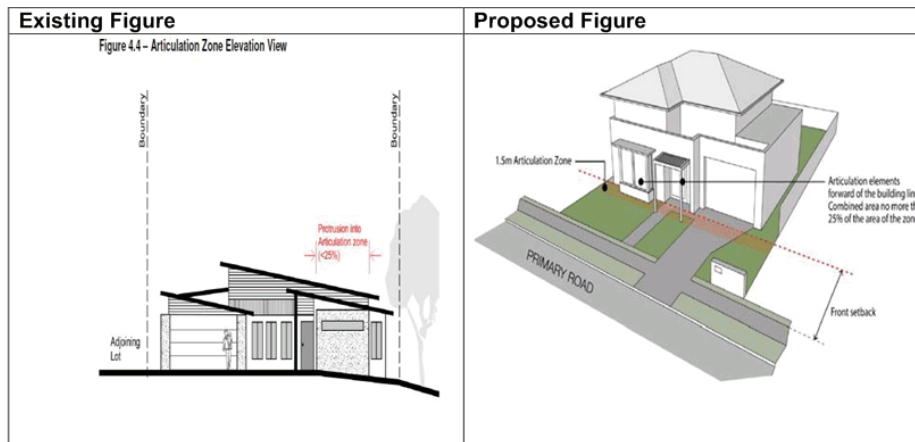 Existing Figure
Proposed Figure
Figure 4.4 – Articulation Zone Elevation View
Boundary
Boundary
Protrusion into
Articulation zone
(<25%)
Adjoining
Lot
1.5m Articulation Zone
Articulation elements
forward of the building lin
Combined area no more th
25% of the area of the zone
PRIMARY ROAD
Front setback